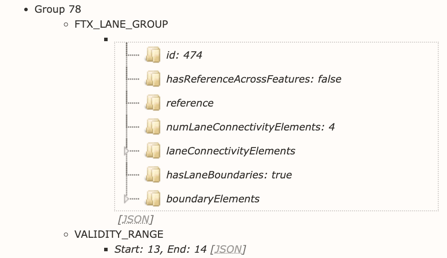 Group 78
FTX_LANE_GROUP
id: 474
hasReferenceAcrossFeatures: false
reference
numLaneConnectivityElements: 4
laneConnectivityElements
hasLaneBoundaries: true
boundaryElements
[JSON]
VALIDITY_RANGE
Start: 13, End: 14 [JSON]